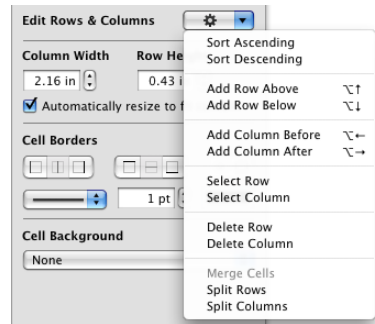 Edit Rows & Columns
Sort Ascending
Sort Descending
Column Width Row He
2.16 in 0.43 i
Add Row Above ⌥↑
Automatically resize to f
Add Row Below ⌥↓
Add Column Before ⌥←
Cell Borders
Add Column After ⌥→
Select Row
Select Column
1 pt
Delete Row
Cell Background
Delete Column
None
Merge Cells
Split Rows
Split Columns